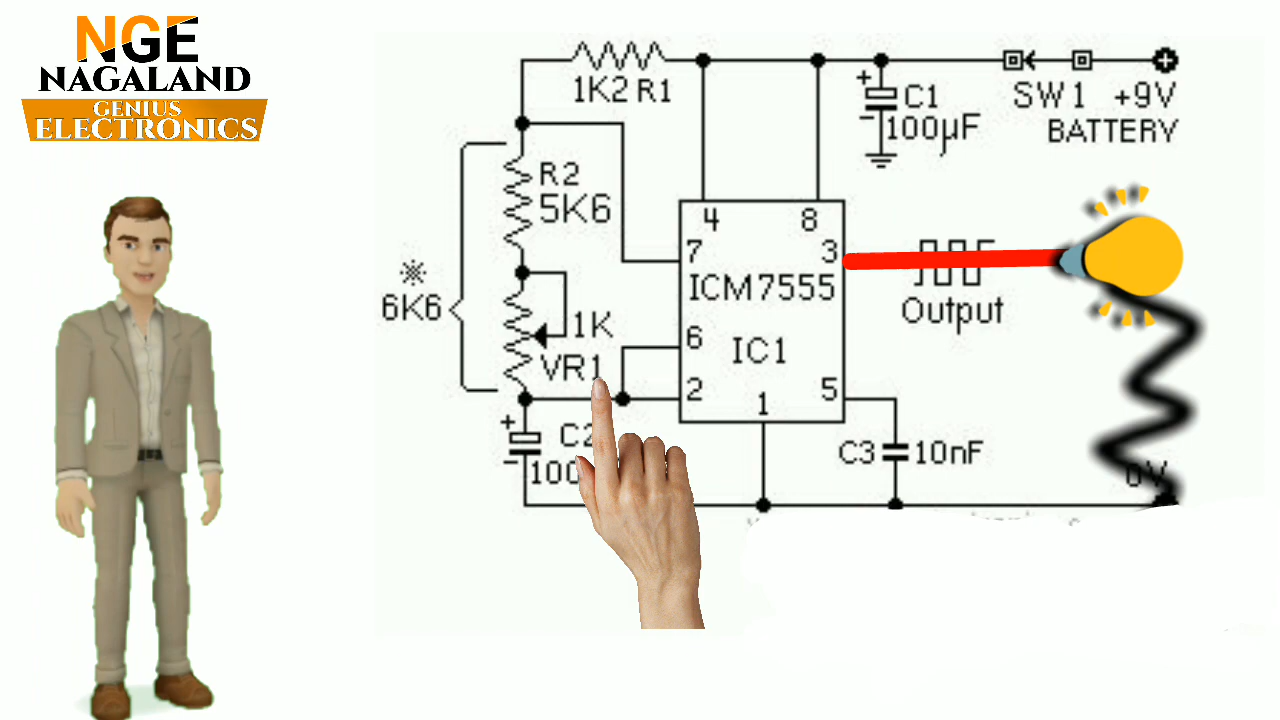 NGE
NAGALAND
GENIUS
ELECTRONICS
1K2 R1
C1
100µF
SW1 +9V
BATTERY
R2
5K6
※
6K6
1K
VR1
4 8
7 3
ICM7555
6 IC1
2 5
1
Output
C3 10nF
0V